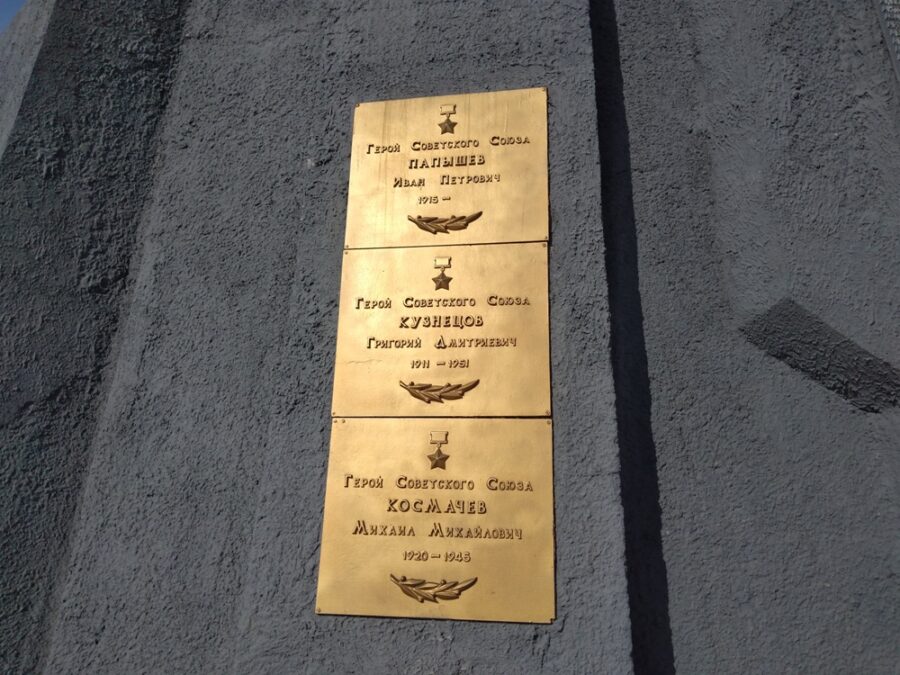 Герой Советского Союза
ПАПЫШЕВ
Иван Петрович
1915 –
Герой Советского Союза
КУЗНЕЦОВ
Григорий Дмитриевич
1911 – 1951
Герой Советского Союза
КОСМАЧЕВ
Михаил Михайлович
1920 – 1945